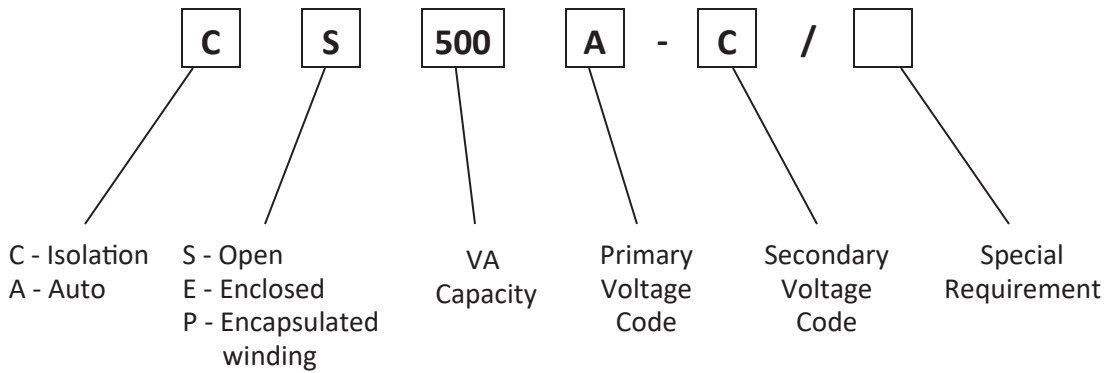 C S 500 A - C /
C - Isolation
A - Auto
S - Open
E - Enclosed
P - Encapsulated
winding
VA
Capacity
Primary
Voltage
Code
Secondary
Voltage
Code
Special
Requirement